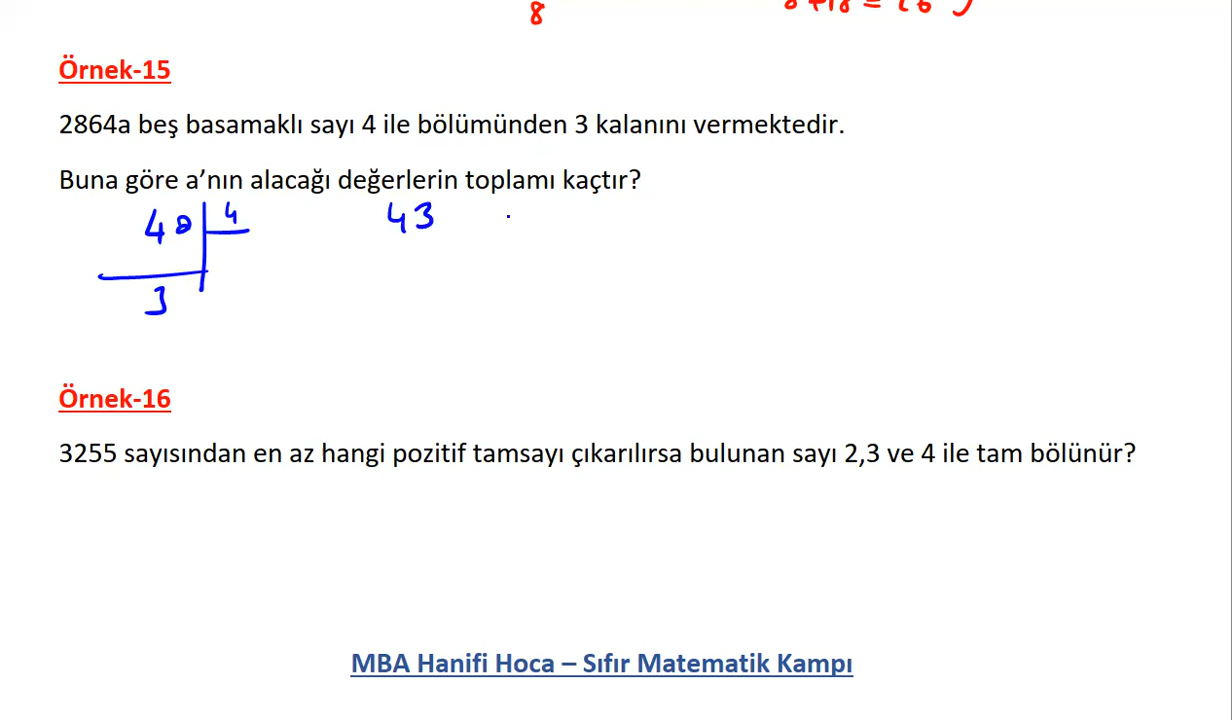 8
Örnek-15
2864a beş basamaklı sayı 4 ile bölümünden 3 kalanını vermektedir.
Buna göre a’nın alacağı değerlerin toplamı kaçtır?
4a 4 43
3
Örnek-16
3255 sayısından en az hangi pozitif tamsayı çıkarılırsa bulunan sayı 2,3 ve 4 ile tam bölünür?
MBA Hanifi Hoca – Sıfır Matematik Kampı